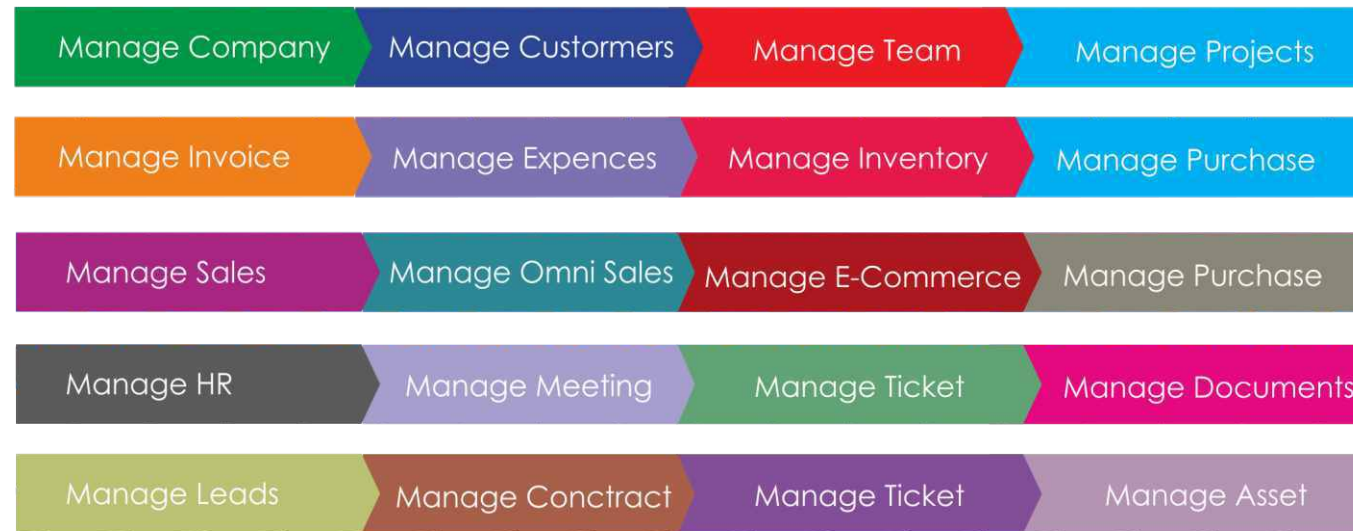 Manage Company Manage Custormers Manage Team Manage Projects
Manage Invoice Manage Expences Manage Inventory Manage Purchase
Manage Sales Manage Omni Sales Manage E-Commerce Manage Purchase
Manage HR Manage Meeting Manage Ticket Manage Documents
Manage Leads Manage Conctract Manage Ticket Manage Asset